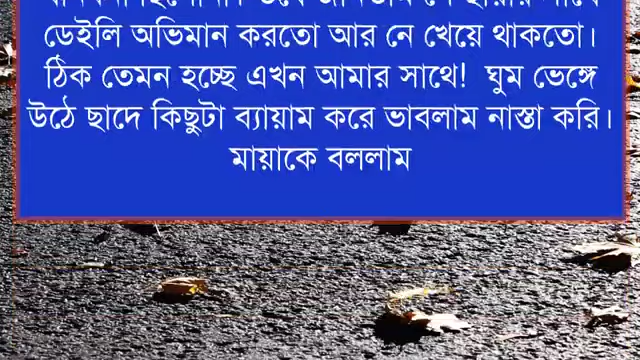 ডেইলি অভিমান করতো আর নে খেয়ে থাকতো।
ঠিক তেমন হচ্ছে এখন আমার সাথে! ঘুম ভেঙ্গে
উঠে ছাদে কিছুটা ব্যায়াম করে ভাবলাম নাস্তা করি।
মায়াকে বললাম